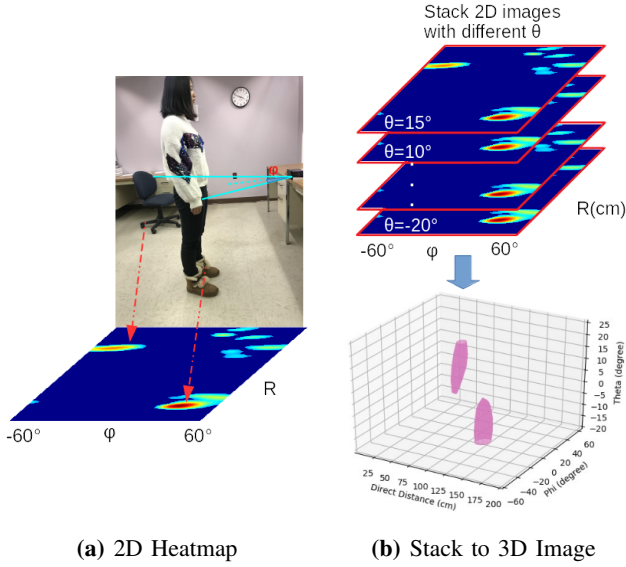 Stack 2D images
with different θ
φ
θ=15°
θ=10°
θ=-20°
R(cm)
-60° φ 60°
R
-60° φ 60°
25 50 75 100 125 150 175 200
Direct Distance (cm)
-60 -40 -20 0 20 40 60
Phi (degree)
25
20
15
10
5
0
-5
-10
-15
-20
Theta (degree)
(a) 2D Heatmap
(b) Stack to 3D Image